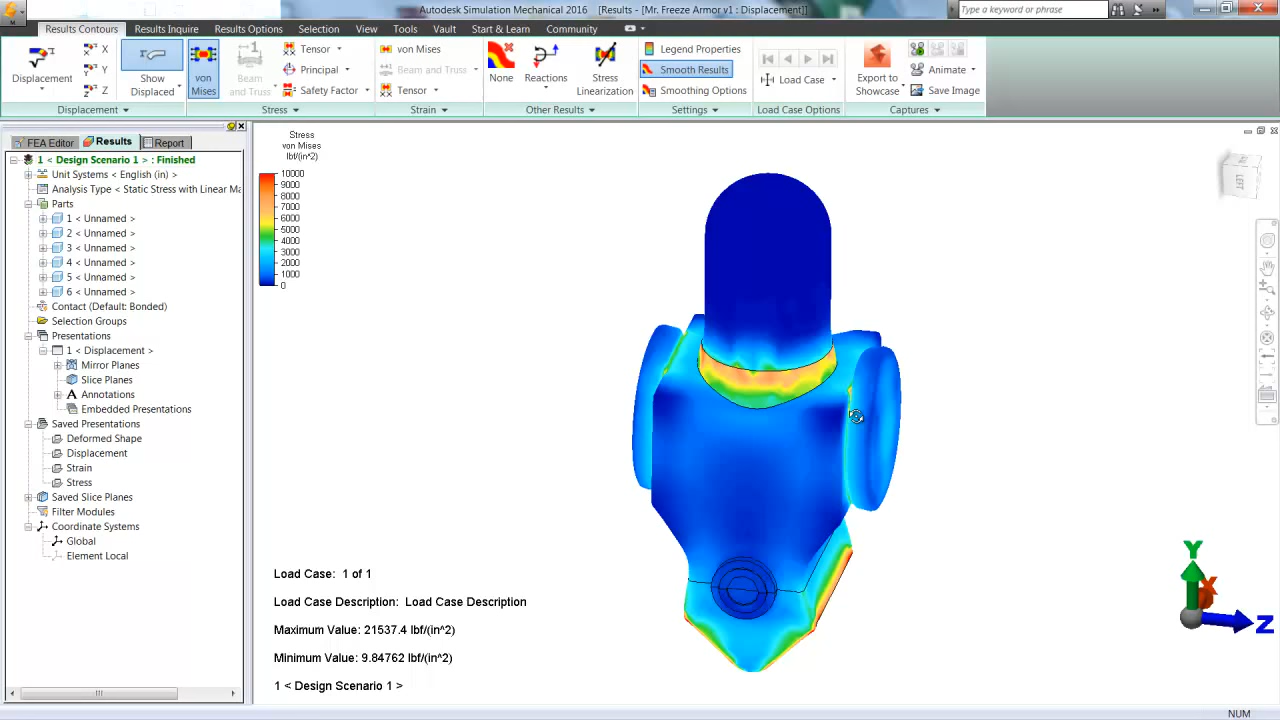 Autodesk Simulation Mechanical 2016 [Results - [Mr. Freeze Armor v1 : Displacement]]
Type a keyword or phrase
Results Contours
Results Inquire
Results Options
Selection
View
Tools
Vault
Start & Learn
Community
Displacement
X
Y
Z
Show Displaced
von Mises
Beam and Truss
Tensor
Principal
Safety Factor
von Mises
Beam and Truss
Tensor
None
Reactions
Stress Linearization
Legend Properties
Smooth Results
Smoothing Options
Load Case
Export to Showcase
Animate
Save Image
Displacement
Stress
Strain
Other Results
Settings
Load Case Options
Captures
FEA Editor
Results
Report
1 < Design Scenario 1 > : Finished
Unit Systems < English (in) >
Analysis Type < Static Stress with Linear Ma
Parts
1 < Unnamed >
2 < Unnamed >
3 < Unnamed >
4 < Unnamed >
5 < Unnamed >
6 < Unnamed >
Contact (Default: Bonded)
Selection Groups
Presentations
1 < Displacement >
Mirror Planes
Slice Planes
Annotations
Embedded Presentations
Saved Presentations
Deformed Shape
Displacement
Strain
Stress
Saved Slice Planes
Filter Modules
Coordinate Systems
Global
Element Local
Stress
von Mises
lbf/(in^2)
10000
9000
8000
7000
6000
5000
4000
3000
2000
1000
0
LEFT
Load Case: 1 of 1
Load Case Description: Load Case Description
Maximum Value: 21537.4 lbf/(in^2)
Minimum Value: 9.84762 lbf/(in^2)
1 < Design Scenario 1 >
Y
X
Z
NUM